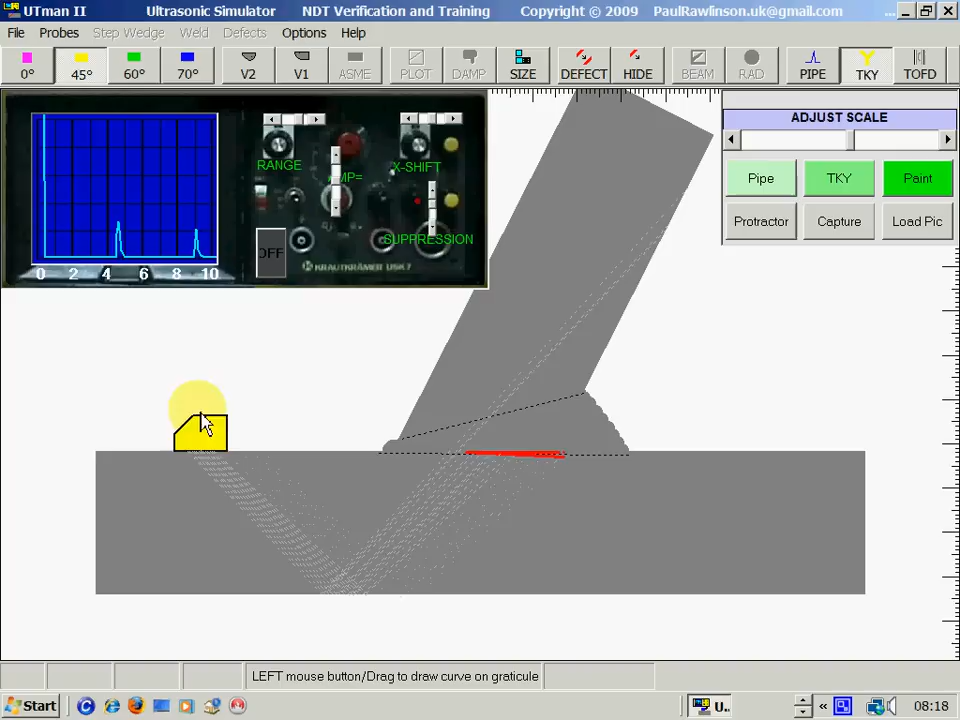 UTman II Ultrasonic Simulator NDT Verification and Training Copyright © 2009 PaulRawlinson.uk@gmail.com ...
File Probes Step Wedge Weld Defects Options Help
0° 45° 60° 70° V2 V1 ASME PLOT DAMP SIZE DEFECT HIDE BEAM RAD PIPE TKY TOFD
ADJUST SCALE
RANGE X-SHIFT
AMP=
Pipe TKY Paint
Protractor Capture Load Pic
SUPPRESSION
OFF
KRAUTKRÄMER USK7
0 2 4 6 8 10
LEFT mouse button/Drag to draw curve on graticule
Start U.. « 08:18